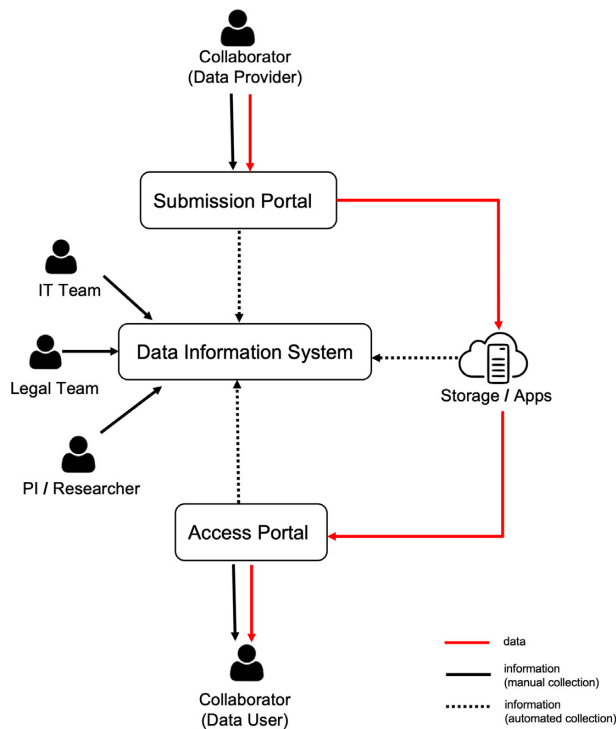 Collaborator
(Data Provider)
Submission Portal
IT Team
Data Information System
Legal Team
Storage / Apps
PI / Researcher
Access Portal
data
information
(manual collection)
Collaborator
(Data User)
information
(automated collection)